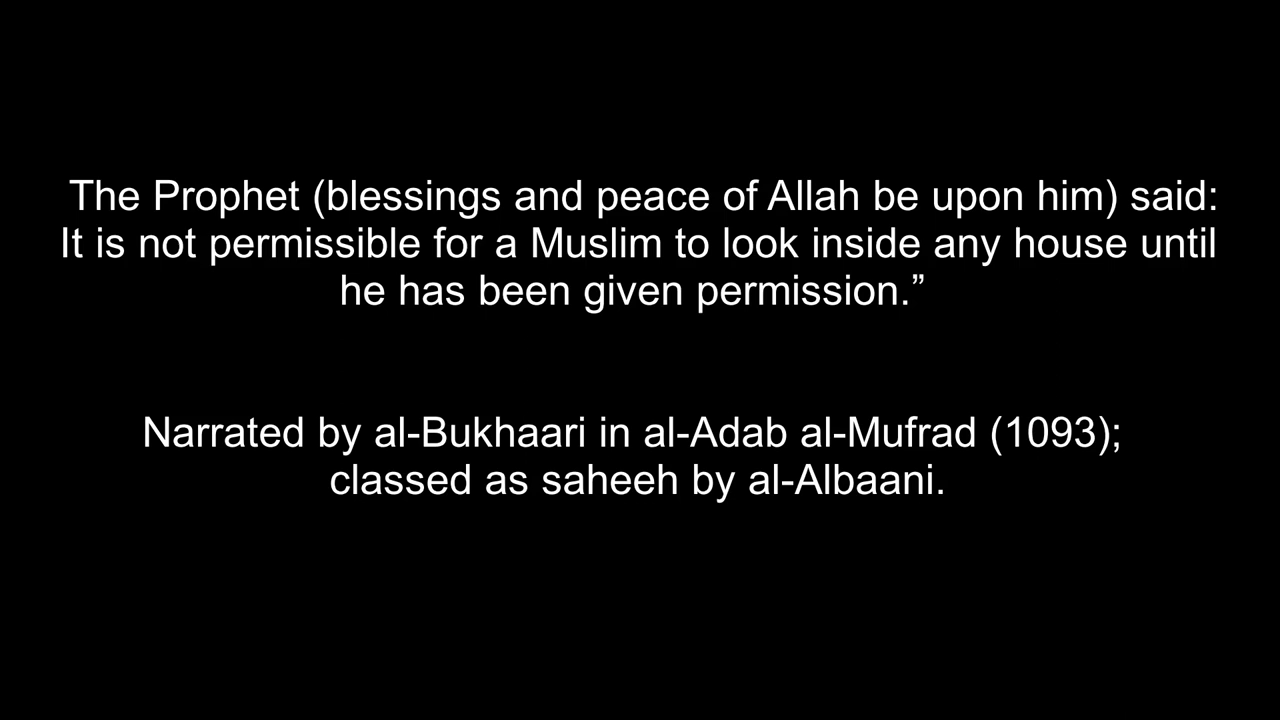 The Prophet (blessings and peace of Allah be upon him) said:
It is not permissible for a Muslim to look inside any house until
he has been given permission.”
Narrated by al-Bukhaari in al-Adab al-Mufrad (1093);
classed as saheeh by al-Albaani.